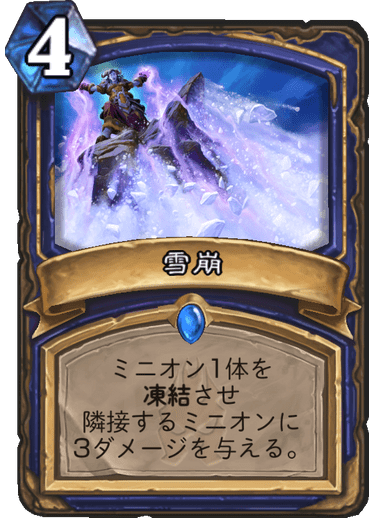 4
雪崩
ミニオン1体を
凍結させ
隣接するミニオンに
3ダメージを与える。